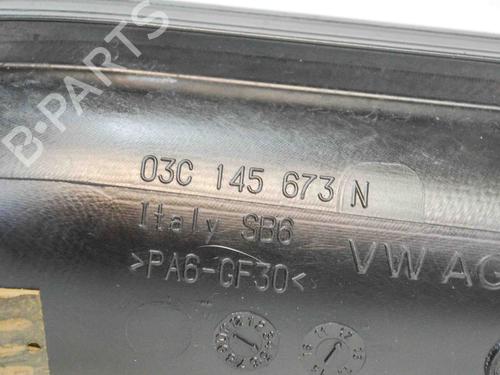 B-PARTS
03C 145 673 N
Italy SB6
VW AG
>PA6-GF30<